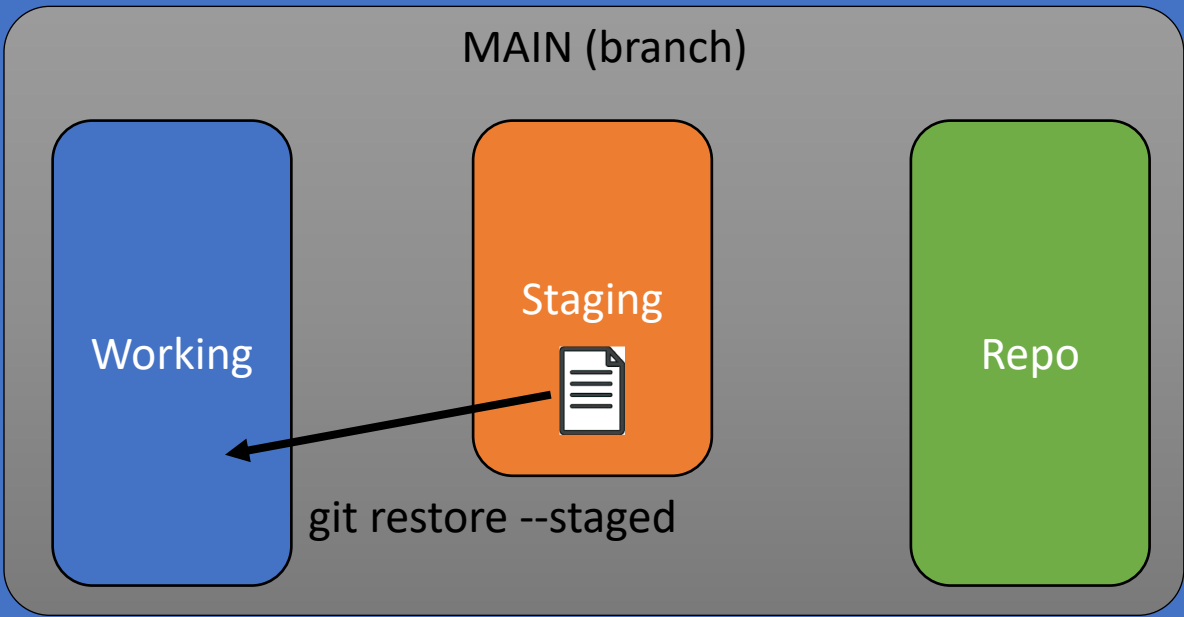 MAIN (branch)
Working
Staging
Repo
git restore --staged